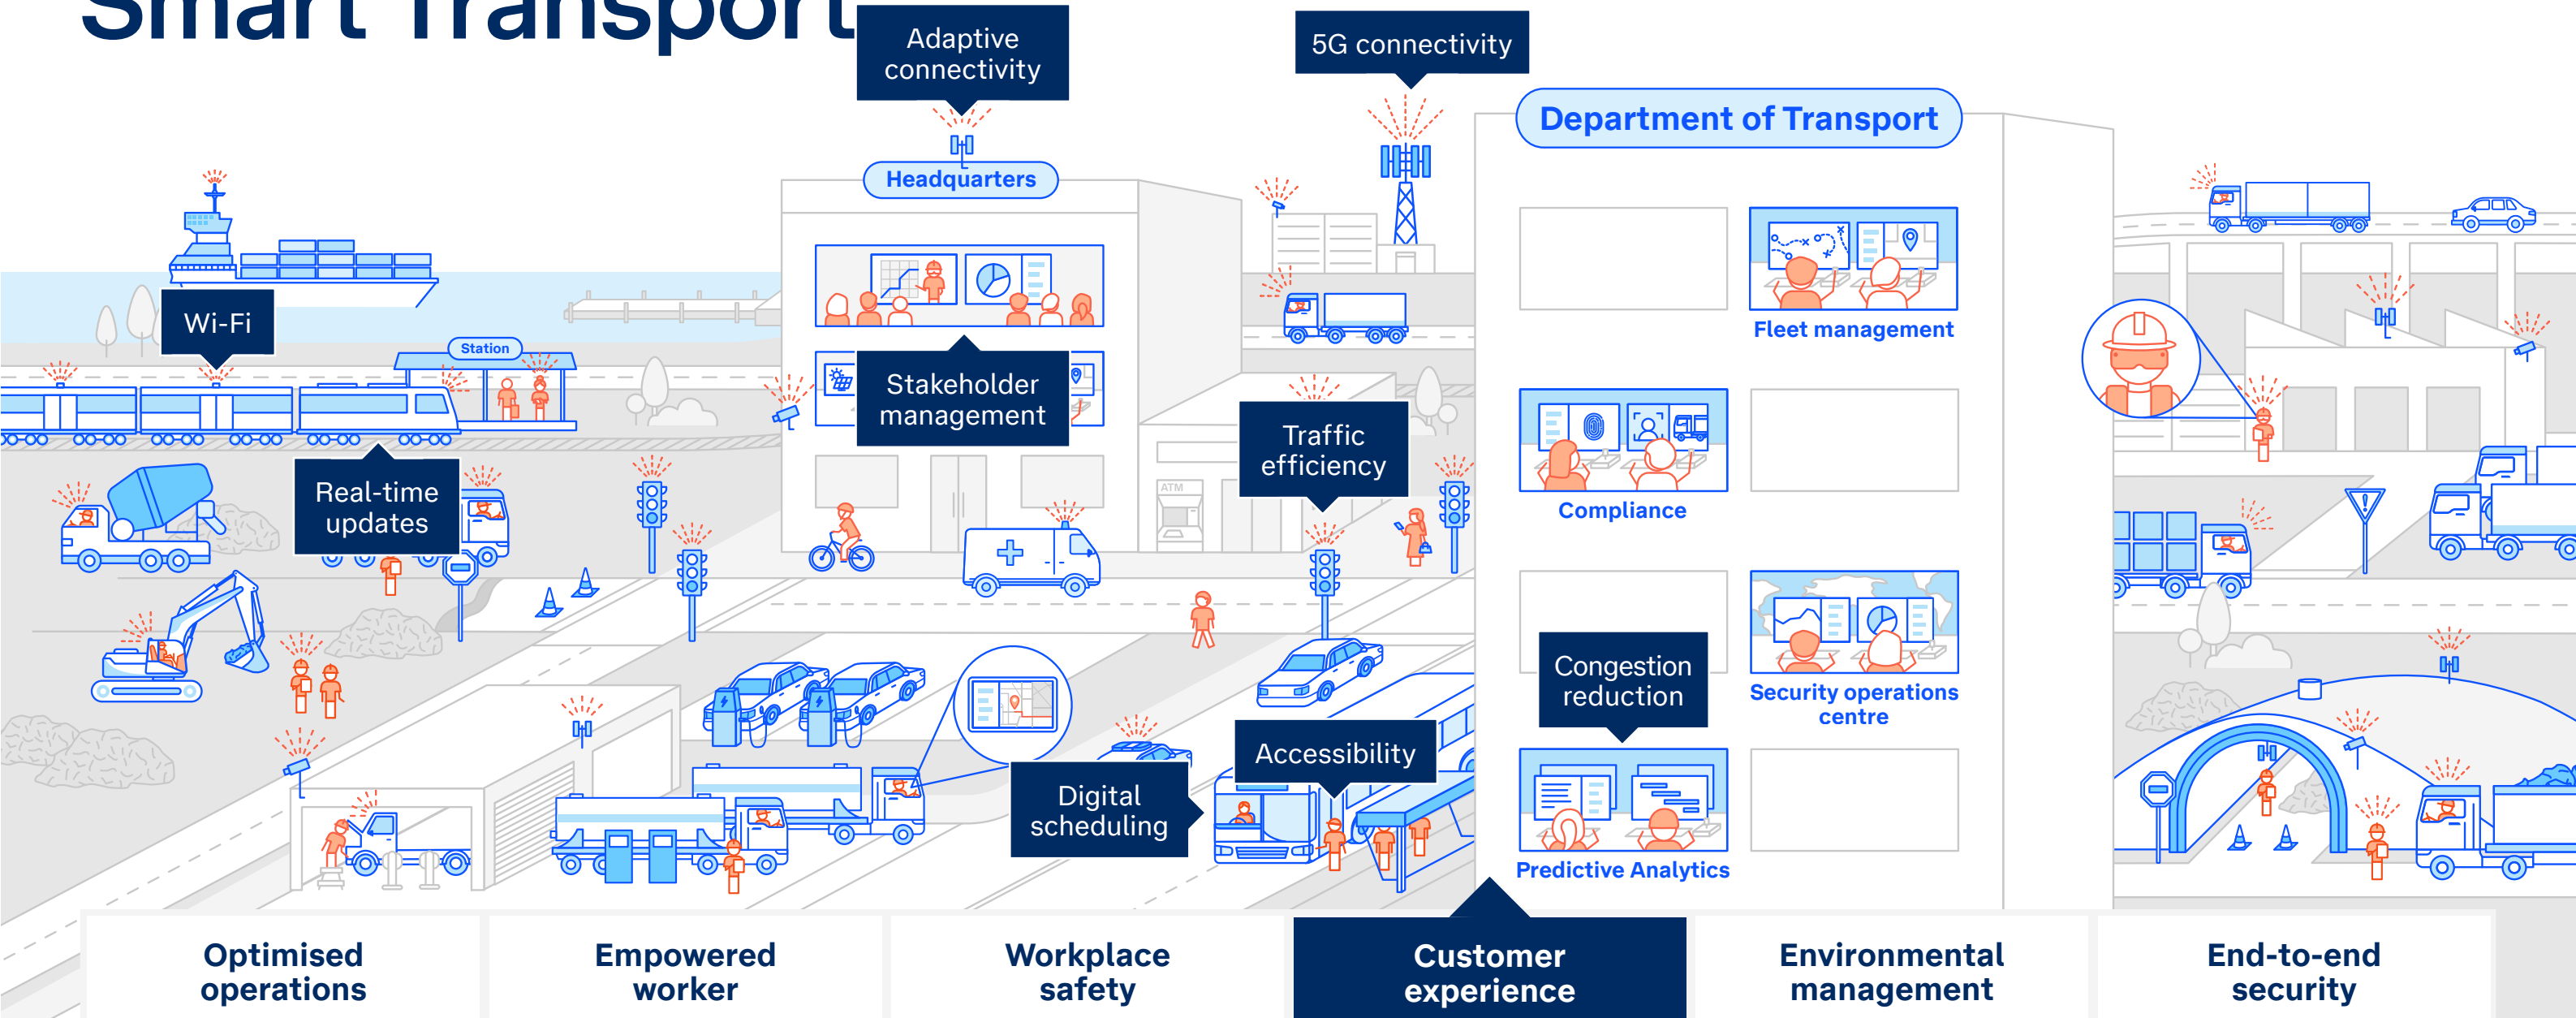 Smart Transport
Adaptive
connectivity
5G connectivity
Department of Transport
Headquarters
Wi-Fi
Station
Fleet management
Stakeholder
management
Traffic
efficiency
Real-time
updates
ATM
Compliance
Congestion
reduction
Security operations
centre
Accessibility
Digital
scheduling
Predictive Analytics
Optimised
operations
Empowered
worker
Workplace
safety
Customer
experience
Environmental
management
End-to-end
security